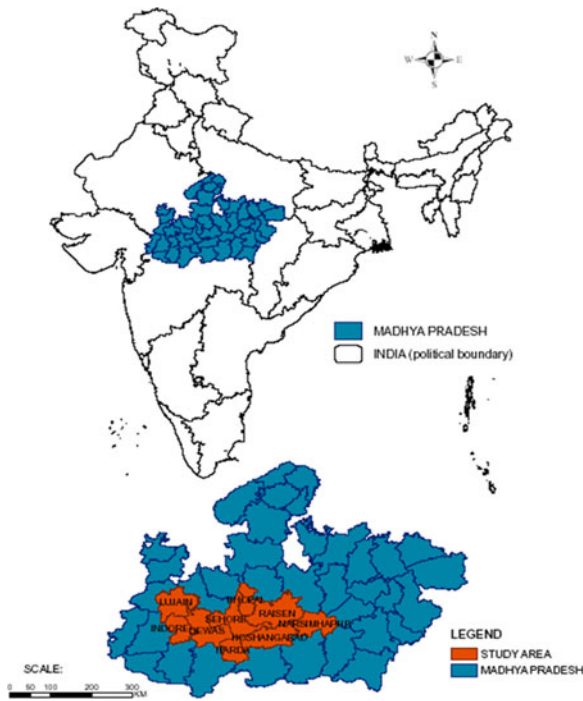 N
W E
S
MADHYA PRADESH
INDIA (political boundary)
BHOPAL
UJJAIN
RAISEN
SEHORE
NARSIMHAPUR
INDORE
DEWAS
HOSHANGABAD
HARDA
LEGEND
STUDY AREA
MADHYA PRADESH
SCALE:
0 50 100 200 300
KM